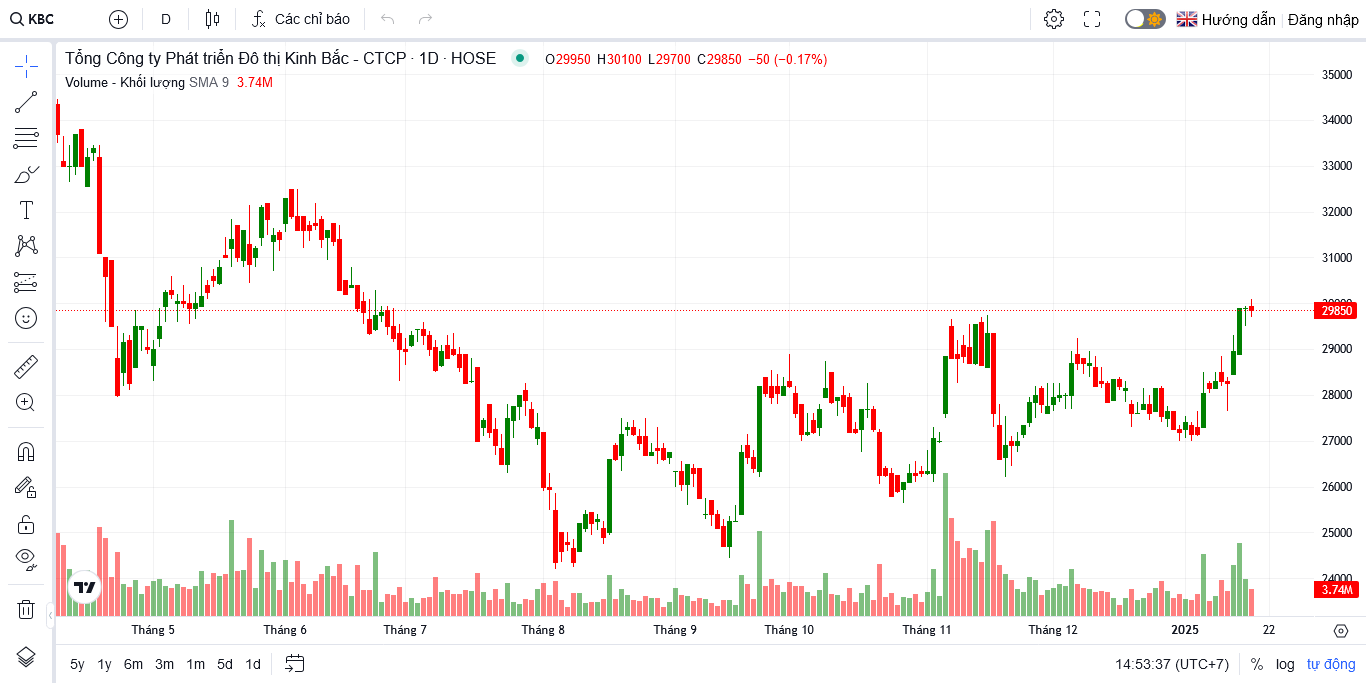 KBC D Các chỉ báo Hướng dẫn Đăng nhập
Tổng Công ty Phát triển Đô thị Kinh Bắc - CTCP · 1D · HOSE O29950 H30100 L29700 C29850 −50 (−0.17%)
Volume - Khối lượng SMA 9 3.74M
35000
34000
33000
32000
31000
30000
29850
29000
28000
27000
26000
25000
24000
3.74M
Tháng 5 Tháng 6 Tháng 7 Tháng 8 Tháng 9 Tháng 10 Tháng 11 Tháng 12 2025 22
5y 1y 6m 3m 1m 5d 1d 14:53:37 (UTC+7) % log tự động